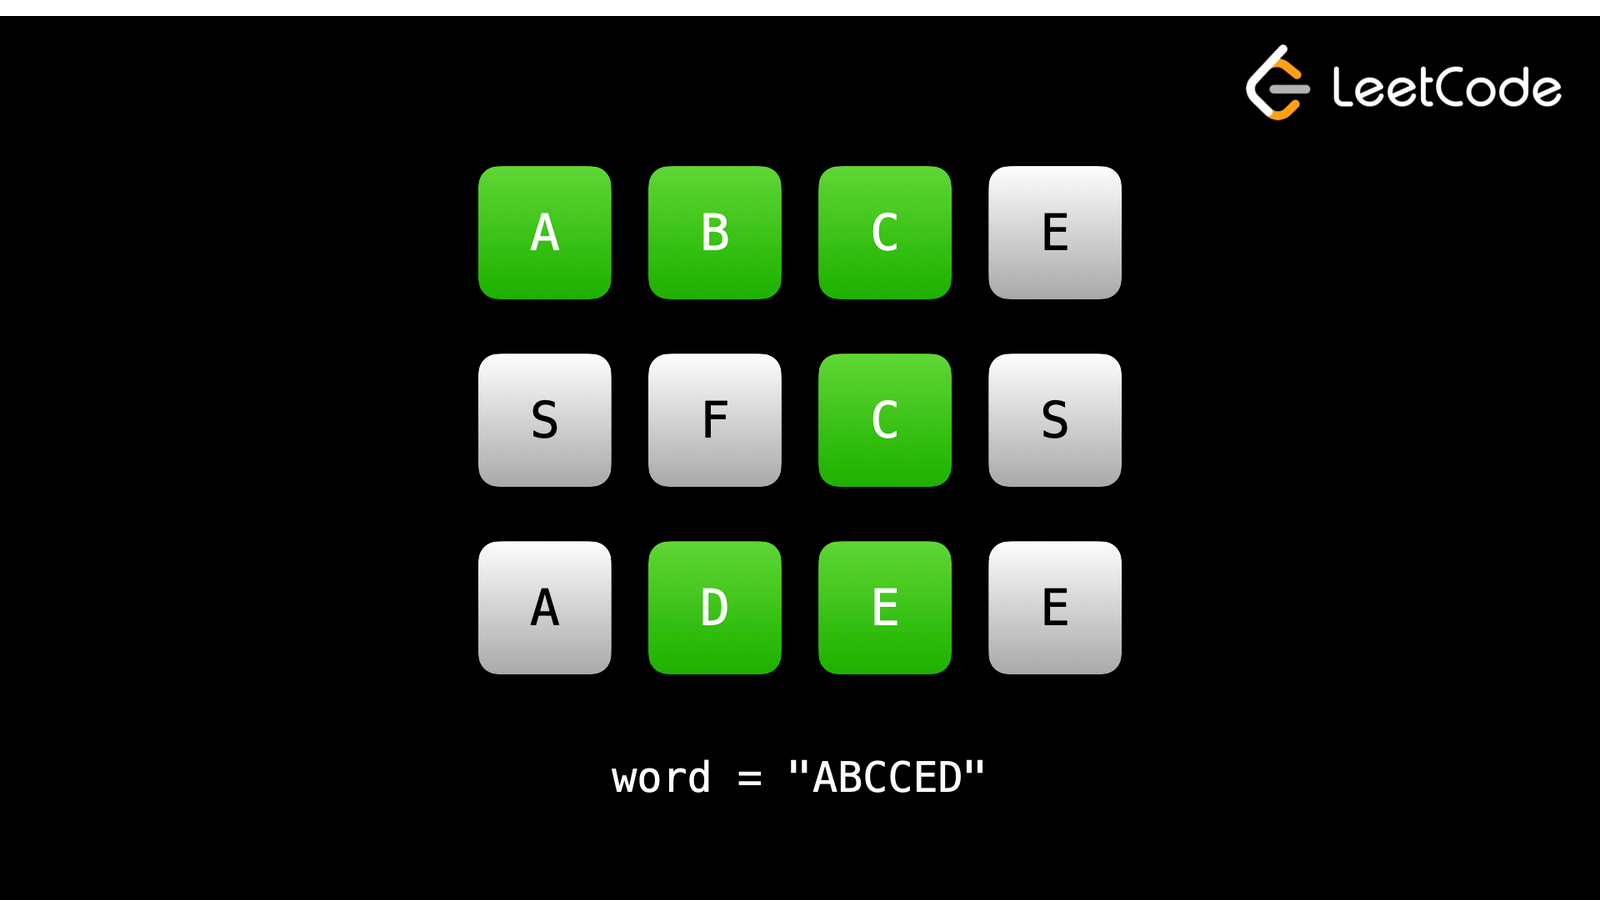 LeetCode
A B C E
S F C S
A D E E
word = "ABCCED"